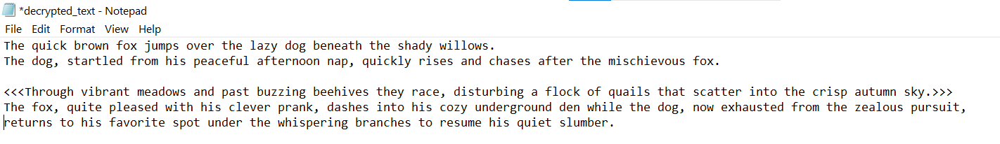 *decrypted_text - Notepad
File Edit Format View Help
The quick brown fox jumps over the lazy dog beneath the shady willows.
The dog, startled from his peaceful afternoon nap, quickly rises and chases after the mischievous fox.
<<<Through vibrant meadows and past buzzing beehives they race, disturbing a flock of quails that scatter into the crisp autumn sky.>>>
The fox, quite pleased with his clever prank, dashes into his cozy underground den while the dog, now exhausted from the zealous pursuit,
returns to his favorite spot under the whispering branches to resume his quiet slumber.